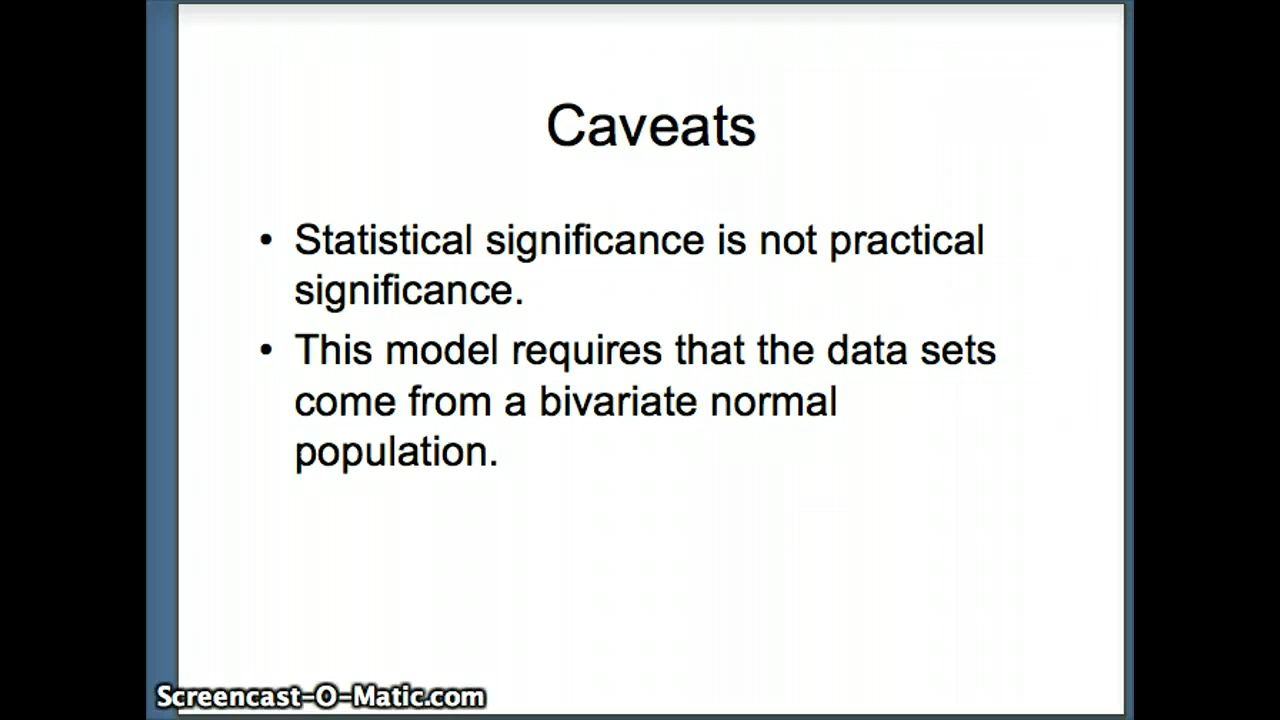 Caveats
• Statistical significance is not practical
significance.
• This model requires that the data sets
come from a bivariate normal
population.
Screencast-O-Matic.com